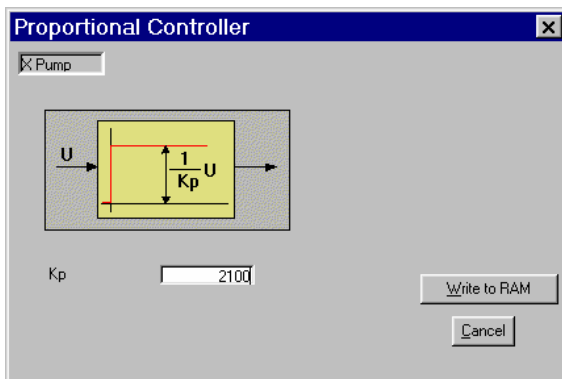 Proportional Controller
X Pump
U
1
Kp
U
Kp
2100
Write to RAM
Cancel